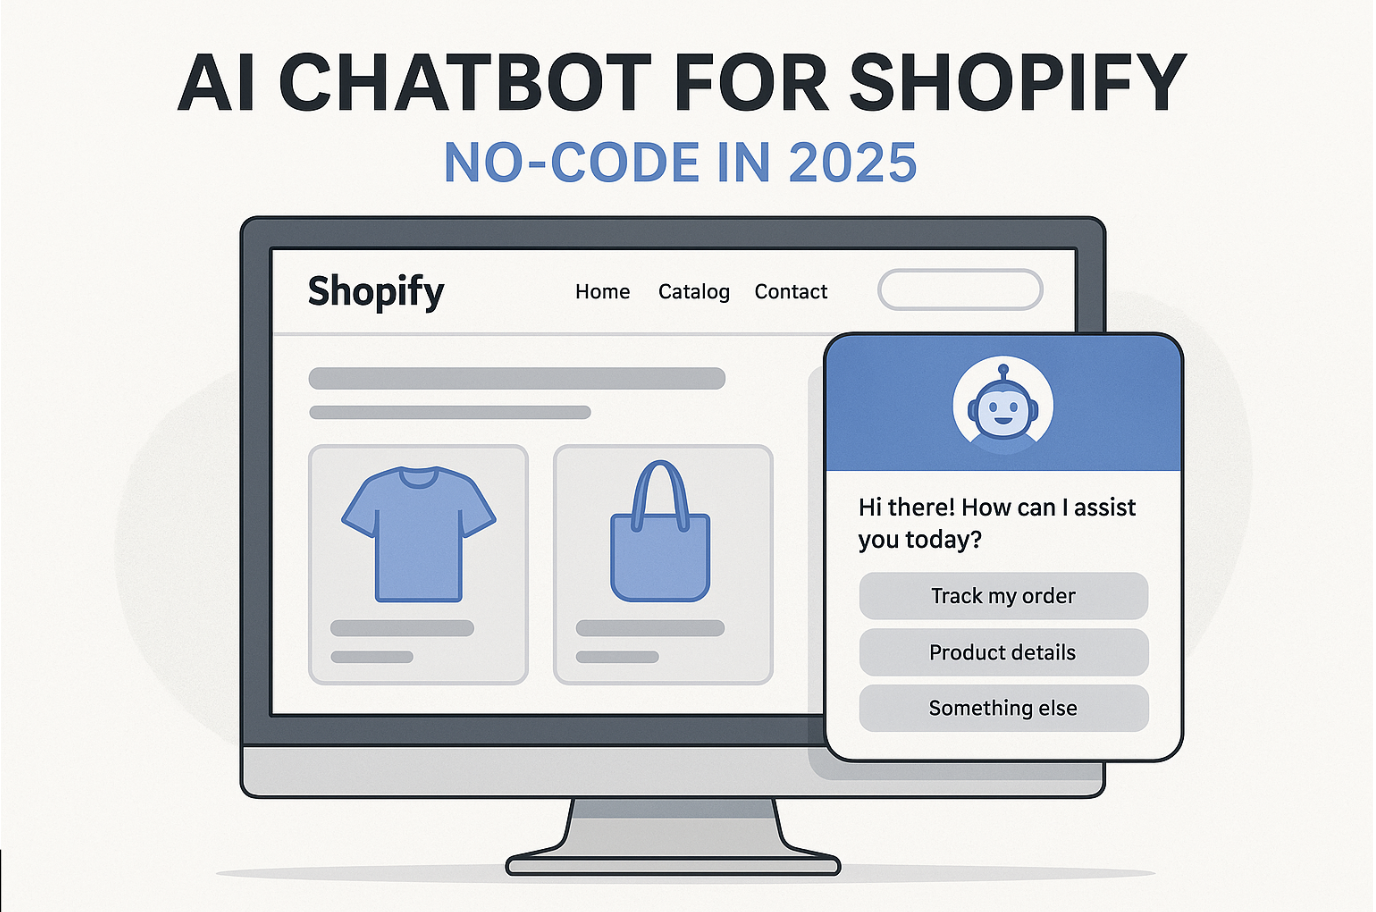 AI CHATBOT FOR SHOPIFY
NO-CODE IN 2025
Shopify
Home Catalog Contact
Hi there! How can I assist
you today?
Track my order
Product details
Something else